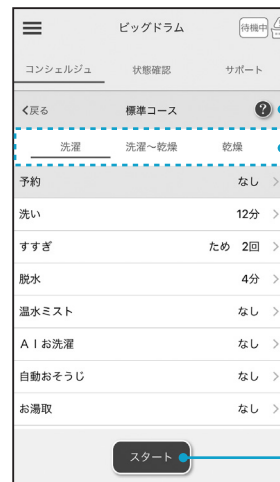 ビッグドラム 待機中
コンシェルジュ 状態確認 サポート
<戻る 標準コース ?
洗濯 洗濯～乾燥 乾燥
予約 なし >
洗い 12分 >
すすぎ ため 2回 >
脱水 4分 >
温水ミスト なし >
AIお洗濯 なし >
自動おそうじ なし >
お湯取 なし >
スタート